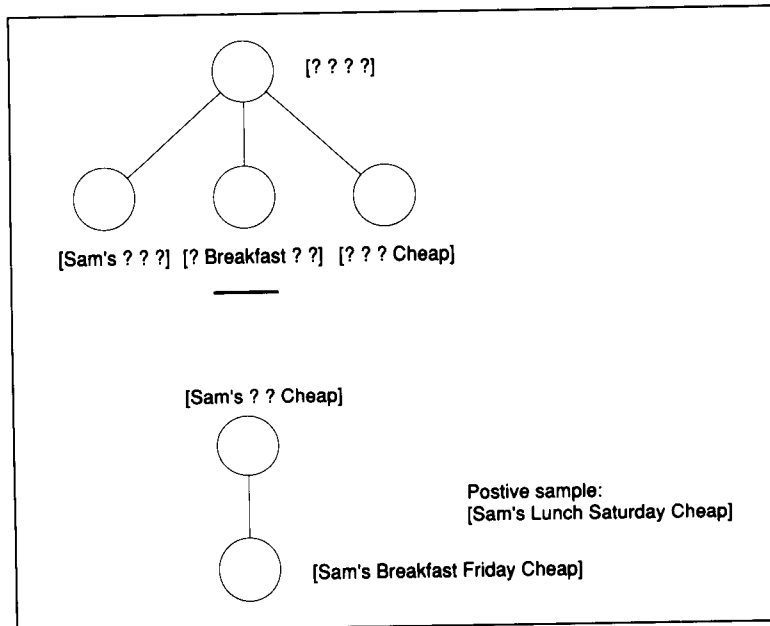 [? ? ? ?]
[Sam's ? ? ?] [? Breakfast ? ?] [? ? ? Cheap]
[Sam's ? ? Cheap]
Postive sample:
[Sam's Lunch Saturday Cheap]
[Sam's Breakfast Friday Cheap]